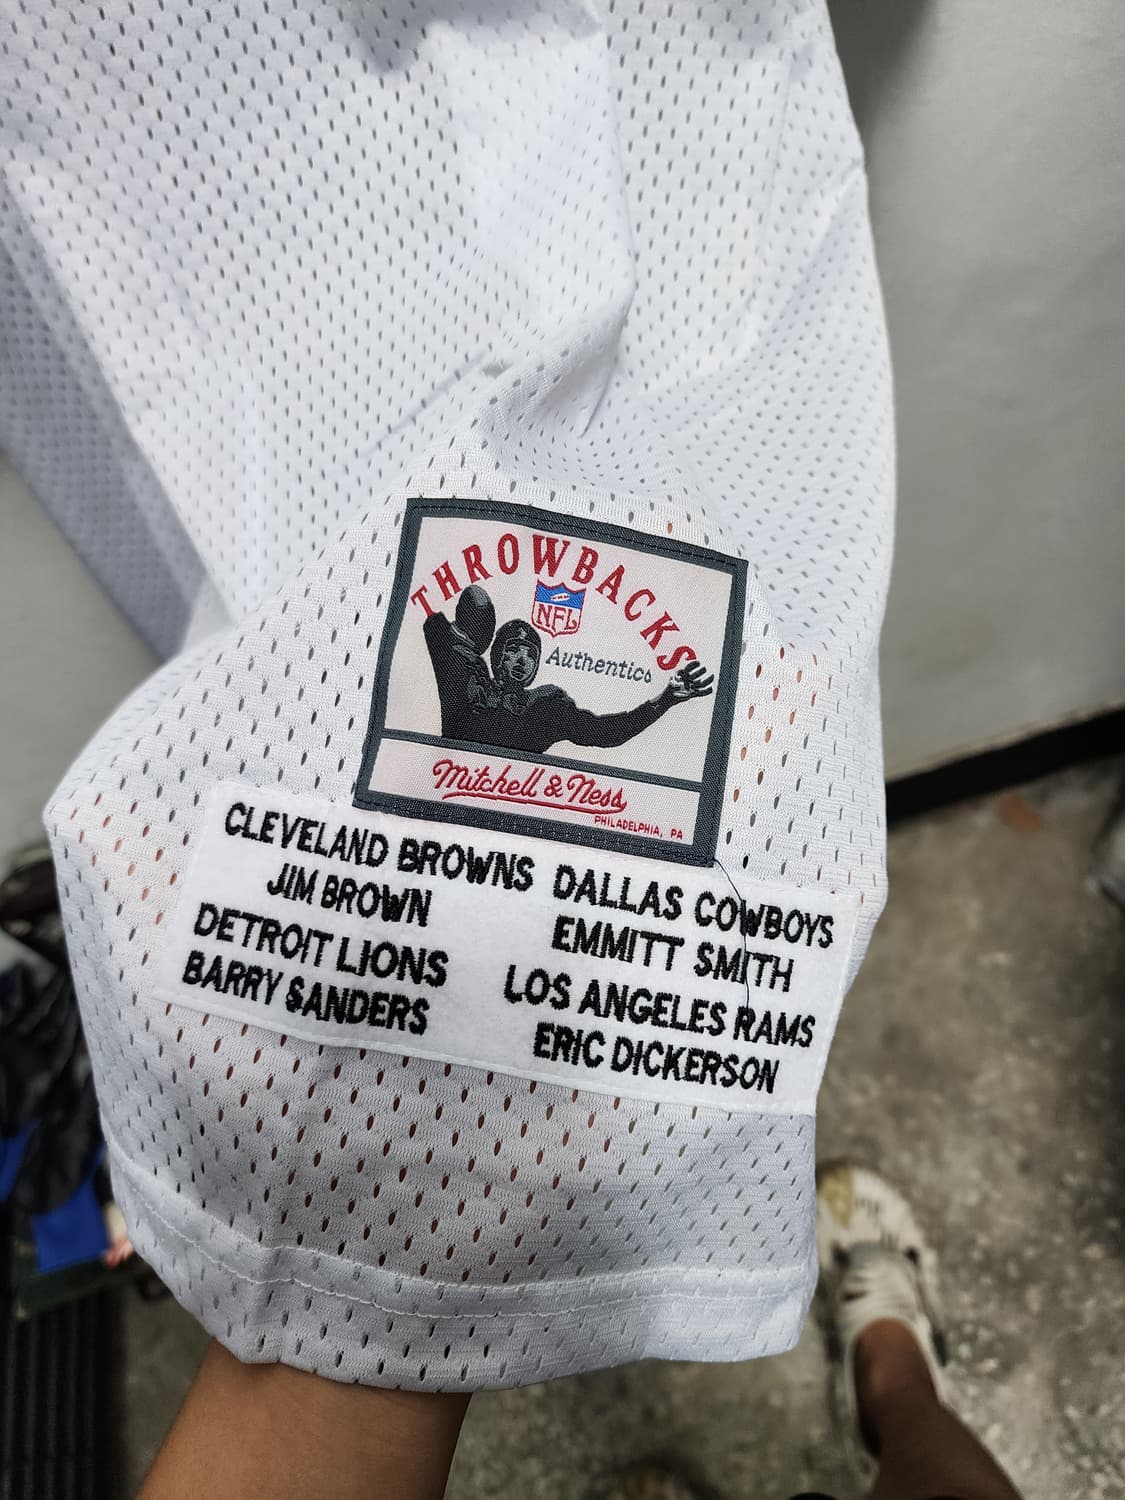 THROWBACKS
NFL
Authentics
Mitchell & Ness
PHILADELPHIA, PA
CLEVELAND BROWNS
JIM BROWN
DETROIT LIONS
BARRY SANDERS
DALLAS COWBOYS
EMMITT SMITH
LOS ANGELES RAMS
ERIC DICKERSON